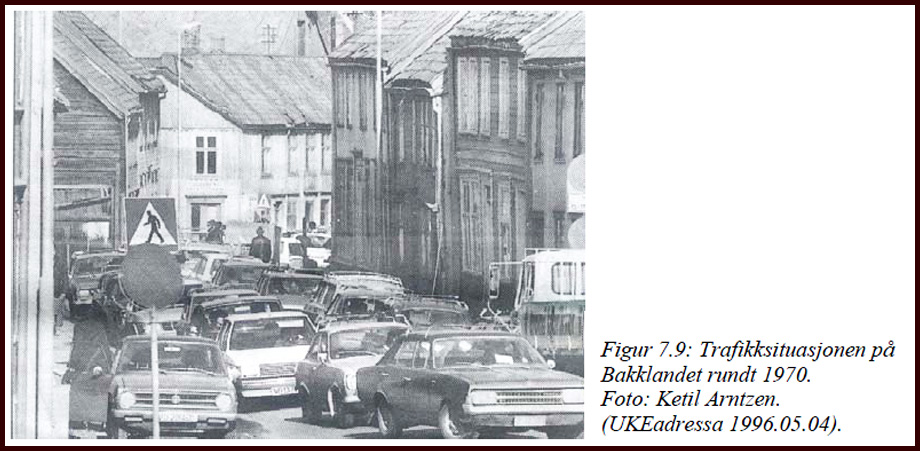 Figur 7.9: Trafikksituasjonen på
Bakklandet rundt 1970.
Foto: Ketil Arntzen.
(UKEadressa 1996.05.04).